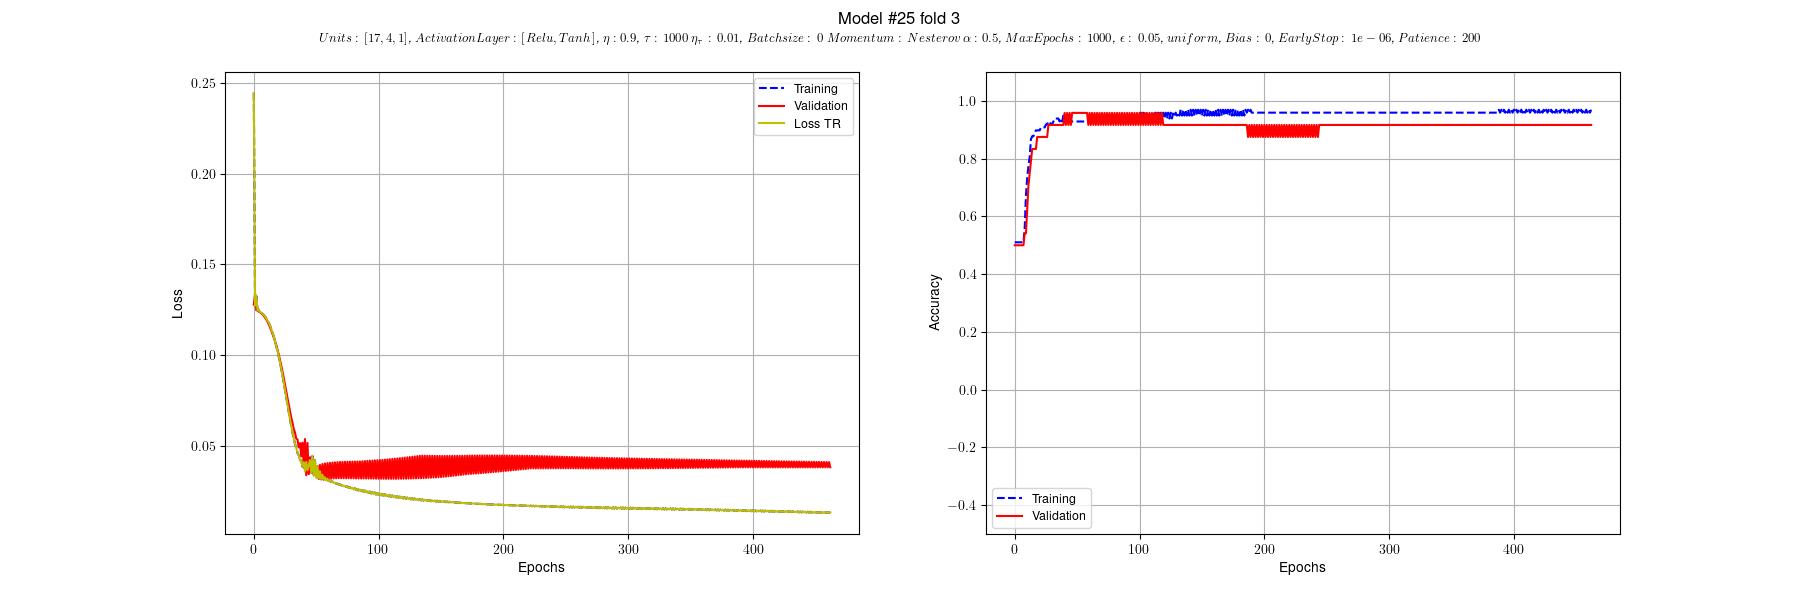 Model #25 fold 3
Units : [17, 4, 1], ActivationLayer : [Relu, Tanh], η : 0.9, τ : 1000 ητ : 0.01, Batchsize : 0 Momentum : Nesterov α : 0.5, MaxEpochs : 1000, ϵ : 0.05, uniform, Bias : 0, EarlyStop : 1e − 06, Patience : 200
0.25
0.20
0.15
0.10
0.05
Loss
0 100 200 300 400
Epochs
Training
Validation
Loss TR
1.0
0.8
0.6
0.4
0.2
0.0
−0.2
−0.4
Accuracy
0 100 200 300 400
Epochs
Training
Validation